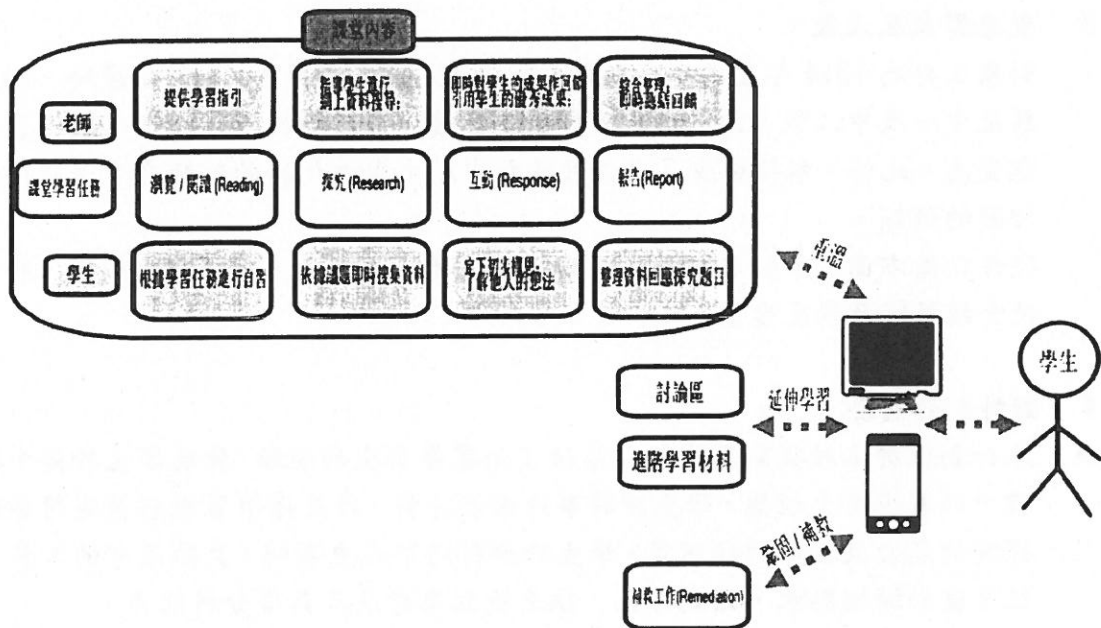 課堂內容
老師
提供學習指引
指導學生進行
網上資料搜尋;
即時對學生的成果作回饋
引用學生的優秀成果;
整合整理,
即時總結回饋
課堂學習任務
瀏覽 / 閱讀 (Reading)
探究 (Research)
互動 (Response)
報告(Report)
學生
根據學習任務進行自習
依據議題即時搜集資料
寫下初步構思,
了解他人的想法
整理資料回應探究題目
重溫
學生
討論區
延伸學習
進階學習材料
鞏固 / 補救
補救工作(Remediation)